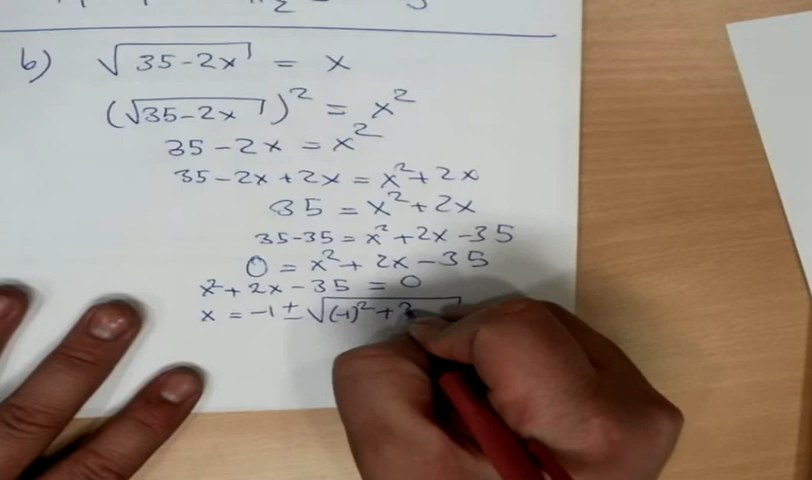 b) √35-2x = x
(√35-2x)² = x²
35-2x = x²
35-2x+2x = x²+2x
35 = x²+2x
35-35 = x²+2x-35
0 = x²+2x-35
x²+2x-35 = 0
x = -1 ± √(-1)²+3